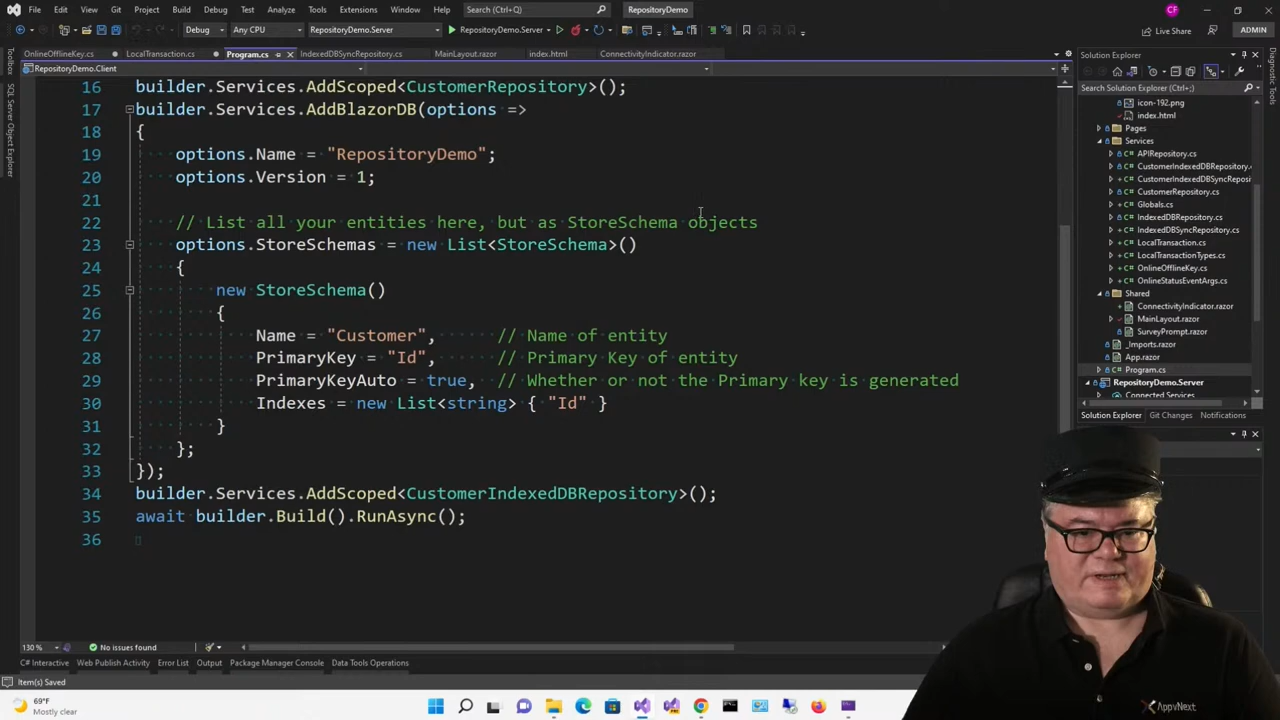 File Edit View Git Project Build Debug Test Analyze Tools Extensions Window Help Search (Ctrl+Q) RepositoryDemo CF
Debug Any CPU RepositoryDemo.Server RepositoryDemo.Server Live Share ADMIN
OnlineOfflineKey.cs LocalTransaction.cs Program.cs IndexedDBSyncRepository.cs MainLayout.razor index.html ConnectivityIndicator.razor
RepositoryDemo.Client
Toolbox
SQL Server Object Explorer
16 builder.Services.AddScoped<CustomerRepository>();
17 builder.Services.AddBlazorDB(options =>
18 {
19 options.Name = "RepositoryDemo";
20 options.Version = 1;
21
22 // List all your entities here, but as StoreSchema objects
23 options.StoreSchemas = new List<StoreSchema>()
24 {
25 new StoreSchema()
26 {
27 Name = "Customer", // Name of entity
28 PrimaryKey = "Id", // Primary Key of entity
29 PrimaryKeyAuto = true, // Whether or not the Primary key is generated
30 Indexes = new List<string> { "Id" }
31 }
32 };
33 });
34 builder.Services.AddScoped<CustomerIndexedDBRepository>();
35 await builder.Build().RunAsync();
36
130 % No issues found
C# Interactive Web Publish Activity Error List Output Package Manager Console Data Tools Operations
Item(s) Saved
Solution Explorer
Search Solution Explorer (Ctrl+;)
icon-192.png
index.html
Pages
Services
APIRepository.cs
CustomerIndexedDBRepository.
CustomerIndexedDBSyncReposi
CustomerRepository.cs
Globals.cs
IndexedDBRepository.cs
IndexedDBSyncRepository.cs
LocalTransaction.cs
LocalTransactionTypes.cs
OnlineOfflineKey.cs
OnlineStatusEventArgs.cs
Shared
ConnectivityIndicator.razor
MainLayout.razor
SurveyPrompt.razor
_Imports.razor
App.razor
Program.cs
RepositoryDemo.Server
Connected Services
Solution Explorer Git Changes Notifications
Diagnostic Tools
69°F
Mostly clear
AppvNext